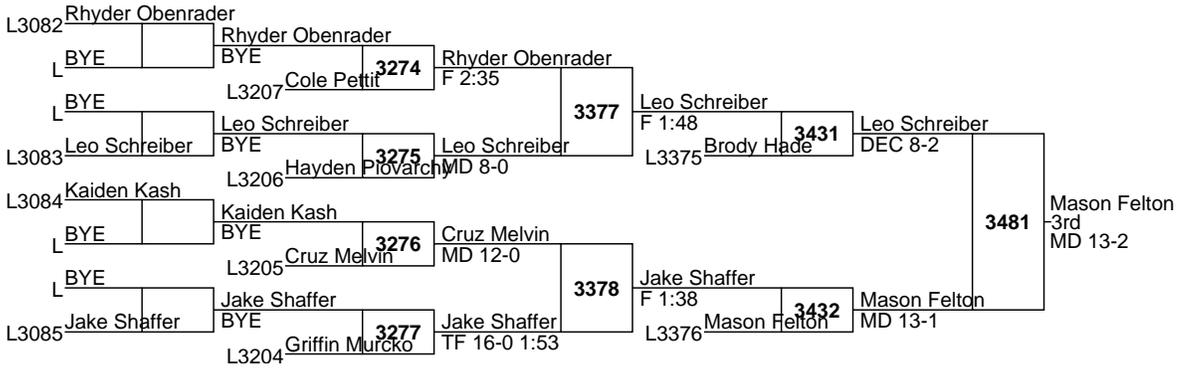 L3082 Rhyder Obenrader
L BYE
Rhyder Obenrader
BYE
L3207 Cole Pettit
3274
Rhyder Obenrader
F 2:35
L BYE
L3083 Leo Schreiber
Leo Schreiber
BYE
L3206 Hayden Piovarchy
3275
Leo Schreiber
MD 8-0
3377
Leo Schreiber
F 1:48
L3375 Brody Hade
3431
Leo Schreiber
DEC 8-2
L3084 Kaiden Kash
L BYE
Kaiden Kash
BYE
L3205 Cruz Melvin
3276
Cruz Melvin
MD 12-0
L BYE
L3085 Jake Shaffer
Jake Shaffer
BYE
L3204 Griffin Murcko
3277
Jake Shaffer
TF 16-0 1:53
3378
Jake Shaffer
F 1:38
L3376 Mason Felton
3432
Mason Felton
MD 13-1
3481
Mason Felton
3rd
MD 13-2